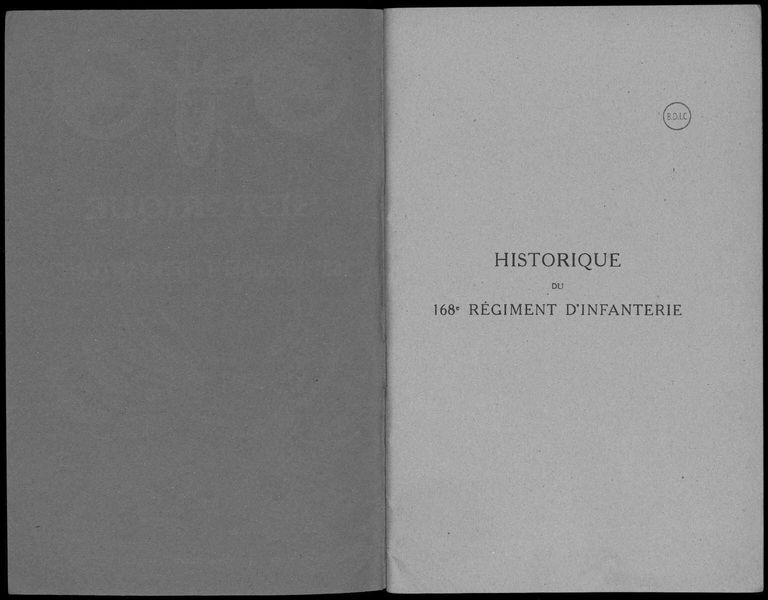 B.D.I.C
HISTORIQUE
DU
168e RÉGIMENT D'INFANTERIE